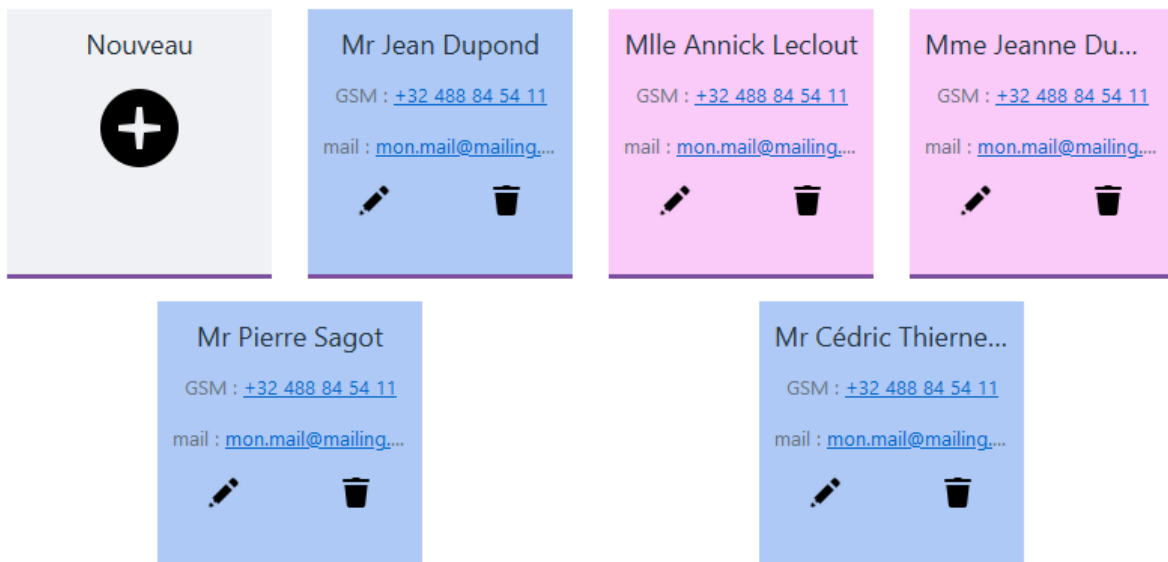 Nouveau
Mr Jean Dupond
GSM : +32 488 84 54 11
mail : mon.mail@mailing....
Mlle Annick Leclout
GSM : +32 488 84 54 11
mail : mon.mail@mailing....
Mme Jeanne Du...
GSM : +32 488 84 54 11
mail : mon.mail@mailing....
Mr Pierre Sagot
GSM : +32 488 84 54 11
mail : mon.mail@mailing....
Mr Cédric Thierne...
GSM : +32 488 84 54 11
mail : mon.mail@mailing....